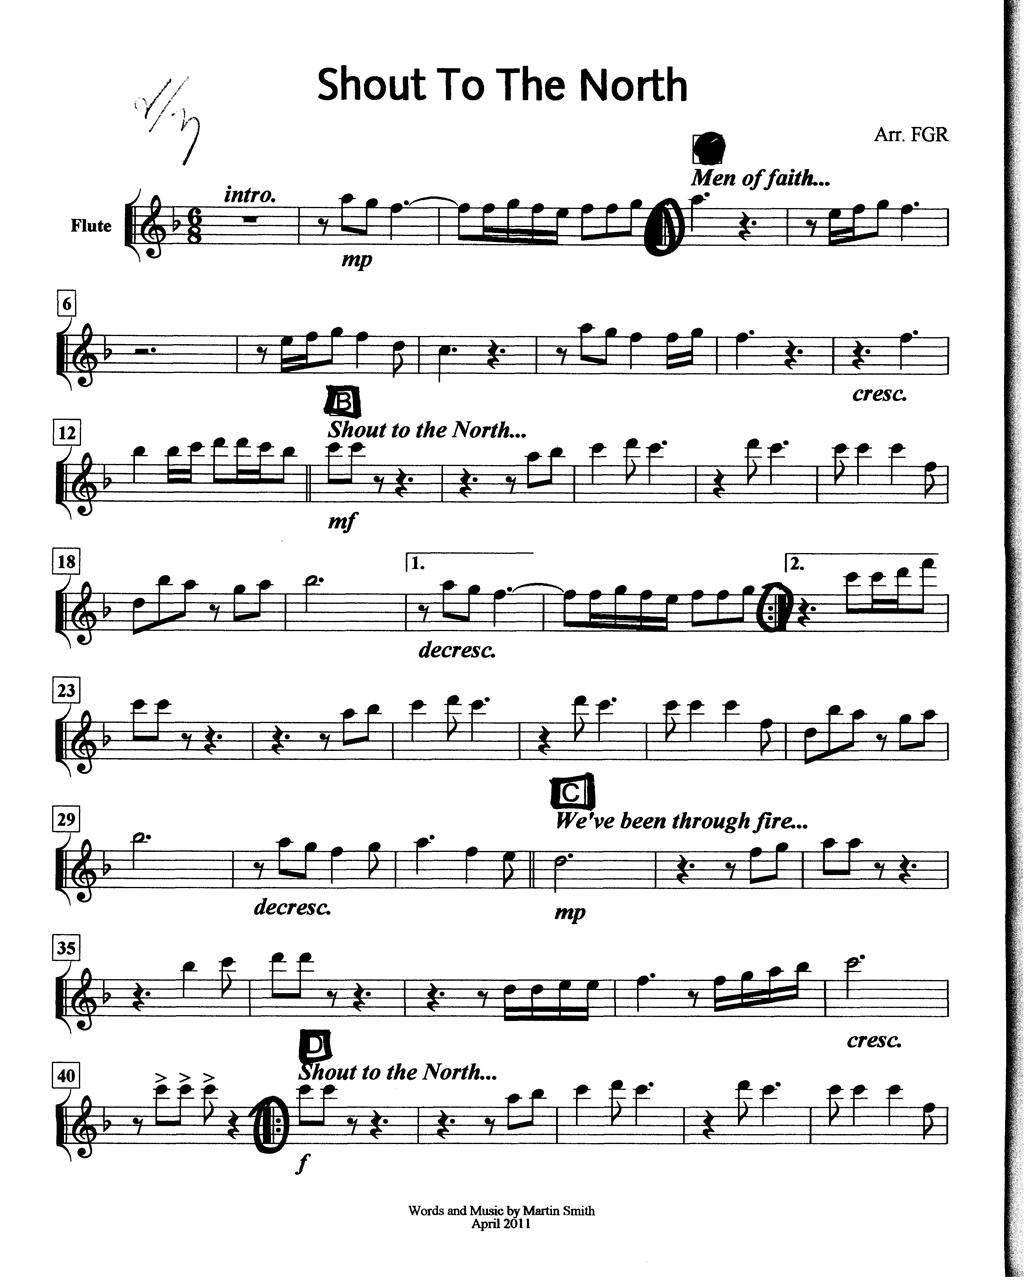 Shout To The North
Arr. FGR
Men of faith...
intro.
Flute
6
8
mp
6
cresc.
B
12
Shout to the North...
mf
18
1.
2.
decresc.
23
C
29
We've been through fire...
decresc.
mp
35
cresc.
D
40
Shout to the North...
f
Words and Music by Martin Smith
April 2011